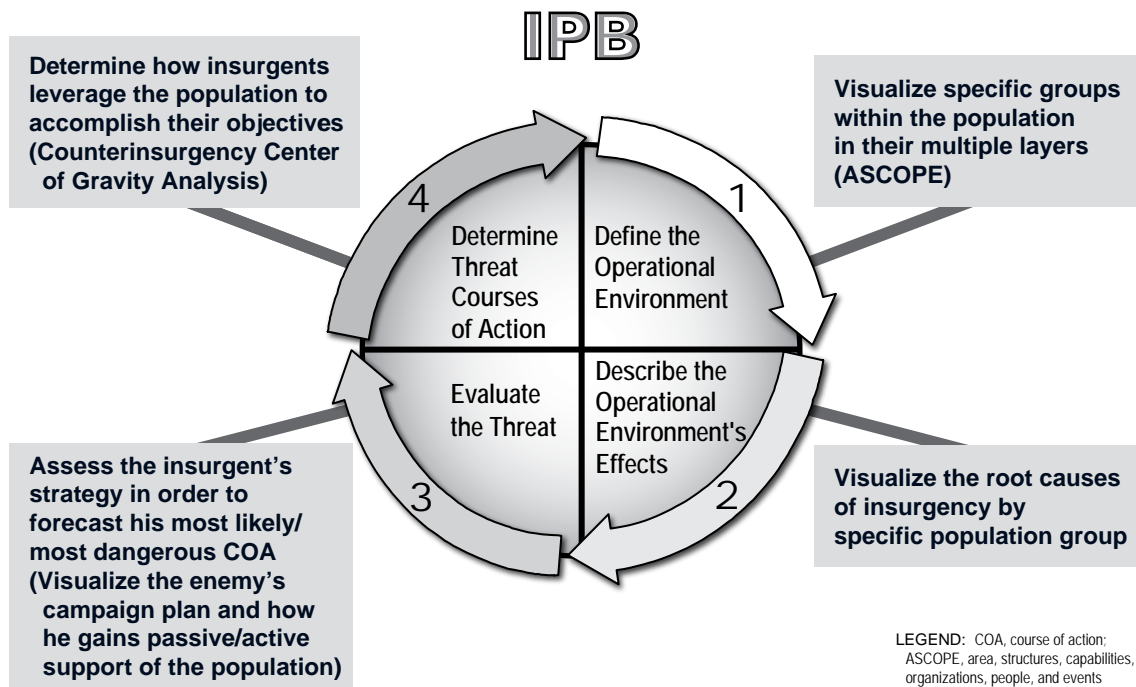 IPB
Determine how insurgents
leverage the population to
accomplish their objectives
(Counterinsurgency Center
of Gravity Analysis)
Visualize specific groups
within the population
in their multiple layers
(ASCOPE)
4
1
Determine
Threat
Courses
of Action
Define the
Operational
Environment
Evaluate
the Threat
Describe the
Operational
Environment's
Effects
3
2
Assess the insurgent’s
strategy in order to
forecast his most likely/
most dangerous COA
(Visualize the enemy’s
campaign plan and how
he gains passive/active
support of the population)
Visualize the root causes
of insurgency by
specific population group
LEGEND: COA, course of action;
ASCOPE, area, structures, capabilities,
organizations, people, and events